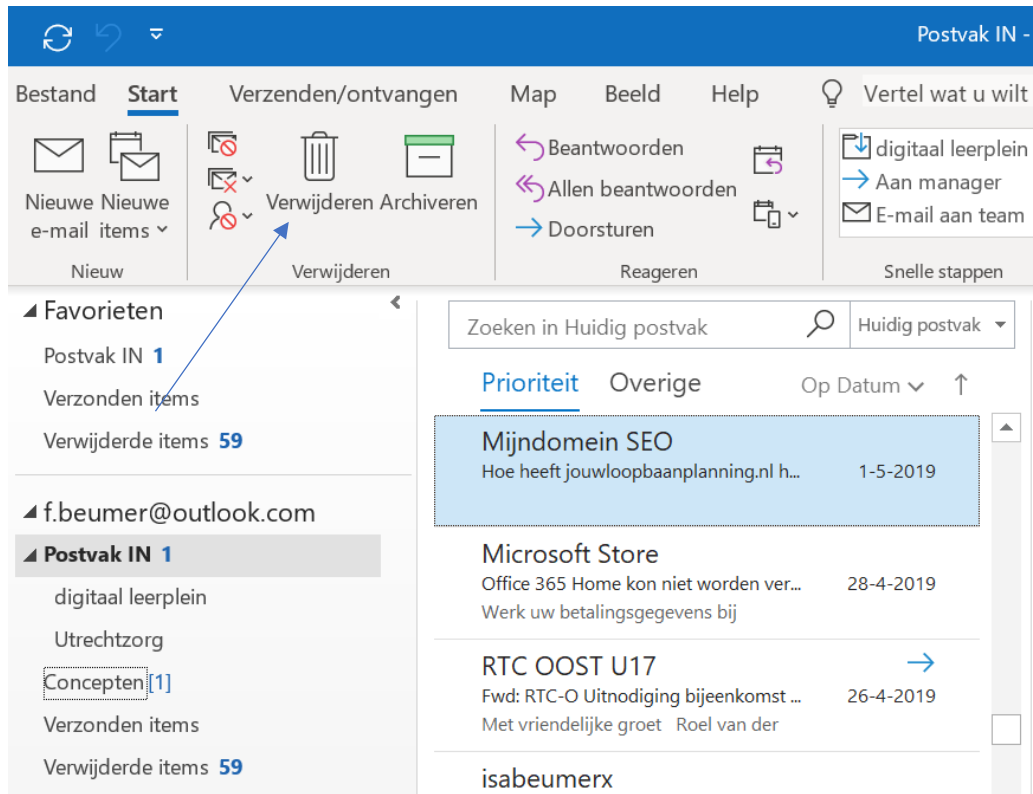 Postvak IN -
Bestand Start Verzenden/ontvangen Map Beeld Help Vertel wat u wilt
Nieuwe e-mail
Nieuwe items
Nieuw
Verwijderen
Archiveren
Verwijderen
Beantwoorden
Allen beantwoorden
Doorsturen
Reageren
digitaal leerplein
Aan manager
E-mail aan team
Snelle stappen
Favorieten
Postvak IN 1
Verzonden items
Verwijderde items 59
f.beumer@outlook.com
Postvak IN 1
digitaal leerplein
Utrechtzorg
Concepten [1]
Verzonden items
Verwijderde items 59
Zoeken in Huidig postvak Huidig postvak
Prioriteit Overige Op Datum
Mijndomein SEO
Hoe heeft jouwloopbaanplanning.nl h... 1-5-2019
Microsoft Store
Office 365 Home kon niet worden ver... 28-4-2019
Werk uw betalingsgegevens bij
RTC OOST U17
Fwd: RTC-O Uitnodiging bijeenkomst ... 26-4-2019
Met vriendelijke groet Roel van der
isabeumerx